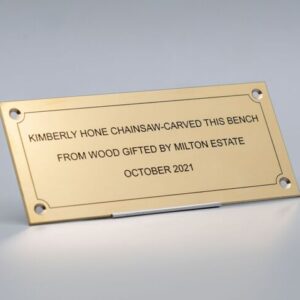 KIMBERLY HONE CHAINSAW-CARVED THIS BENCH
FROM WOOD GIFTED BY MILTON ESTATE
OCTOBER 2021